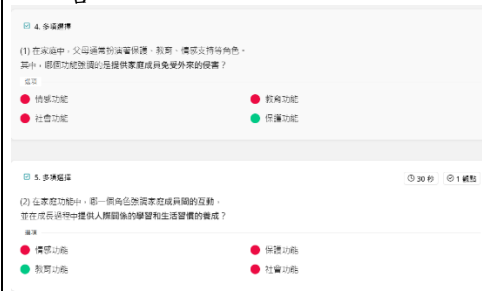 4. 多項選擇
(1) 在家庭中，父母通常扮演著保護、教育、情感支持等角色。
其中，哪個功能強調的是提供家庭成員免受外來的侵害？
選項
情感功能
教育功能
社會功能
保護功能
5. 多項選擇
30 秒
1 觀點
(2) 在家庭功能中，哪一個角色強調家庭成員間的互動，
並在成長過程中提供人際關係的學習和生活習慣的養成？
選項
情感功能
保護功能
教育功能
社會功能